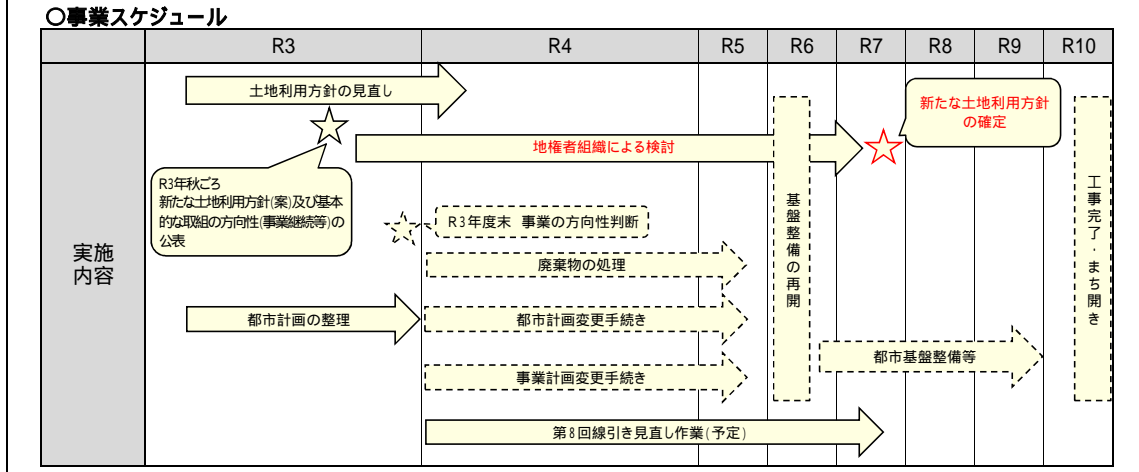 〇事業スケジュール
R3 R4 R5 R6 R7 R8 R9 R10
実施
内容
土地利用方針の見直し
新たな土地利用方針
の確定
地権者組織による検討
R3年秋ごろ
新たな土地利用方針(案)及び基本
的な取組の方向性(事業継続等)の
公表
R3年度末 事業の方向性判断
廃棄物の処理
都市計画の整理
都市計画変更手続き
事業計画変更手続き
第8回線引き見直し作業(予定)
基盤整備の再開
都市基盤整備等
工事完了・まち開き